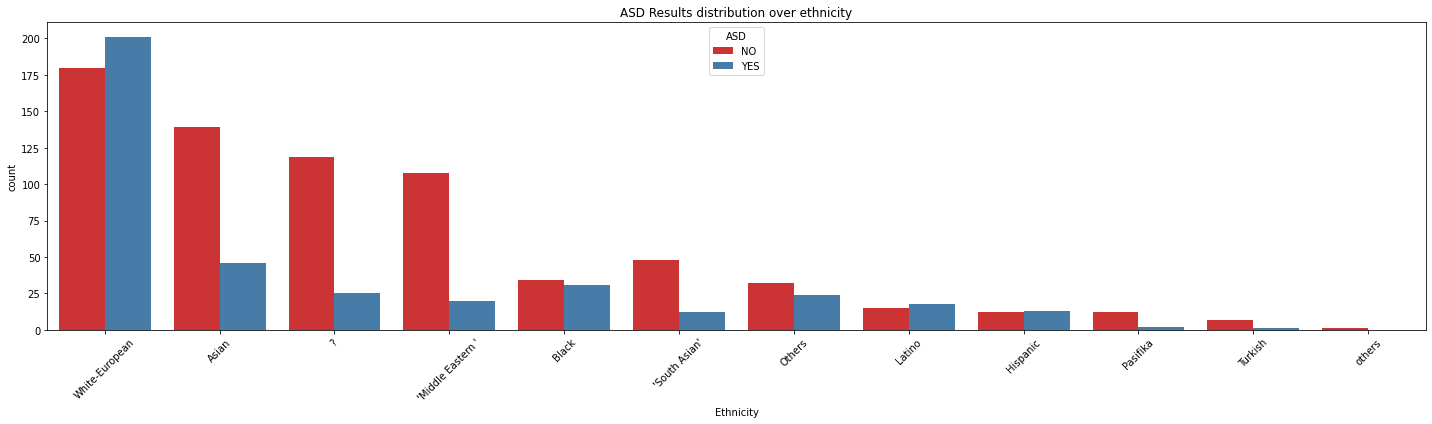 ASD Results distribution over ethnicity
ASD
NO
YES
count
200
175
150
125
100
75
50
25
0
White-European
Asian
?
'Middle Eastern '
Black
'South Asian'
Others
Latino
Hispanic
Pasifika
Turkish
others
Ethnicity